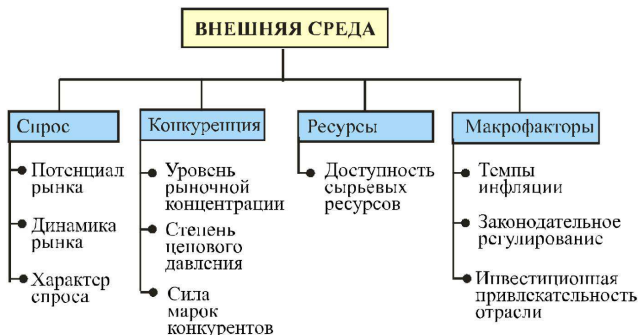 ВНЕШНЯЯ СРЕДА
Спрос
Потенциал
рынка
Динамика
рынка
Характер
спроса
Конкуренция
Уровень
рыночной
концентрации
Степень
ценового
давления
Сила
марок
конкурентов
Ресурсы
Доступность
сырьевых
ресурсов
Макрофакторы
Темпы
инфляции
Законодательное
регулирование
Инвестиционная
привлекательность
отрасли